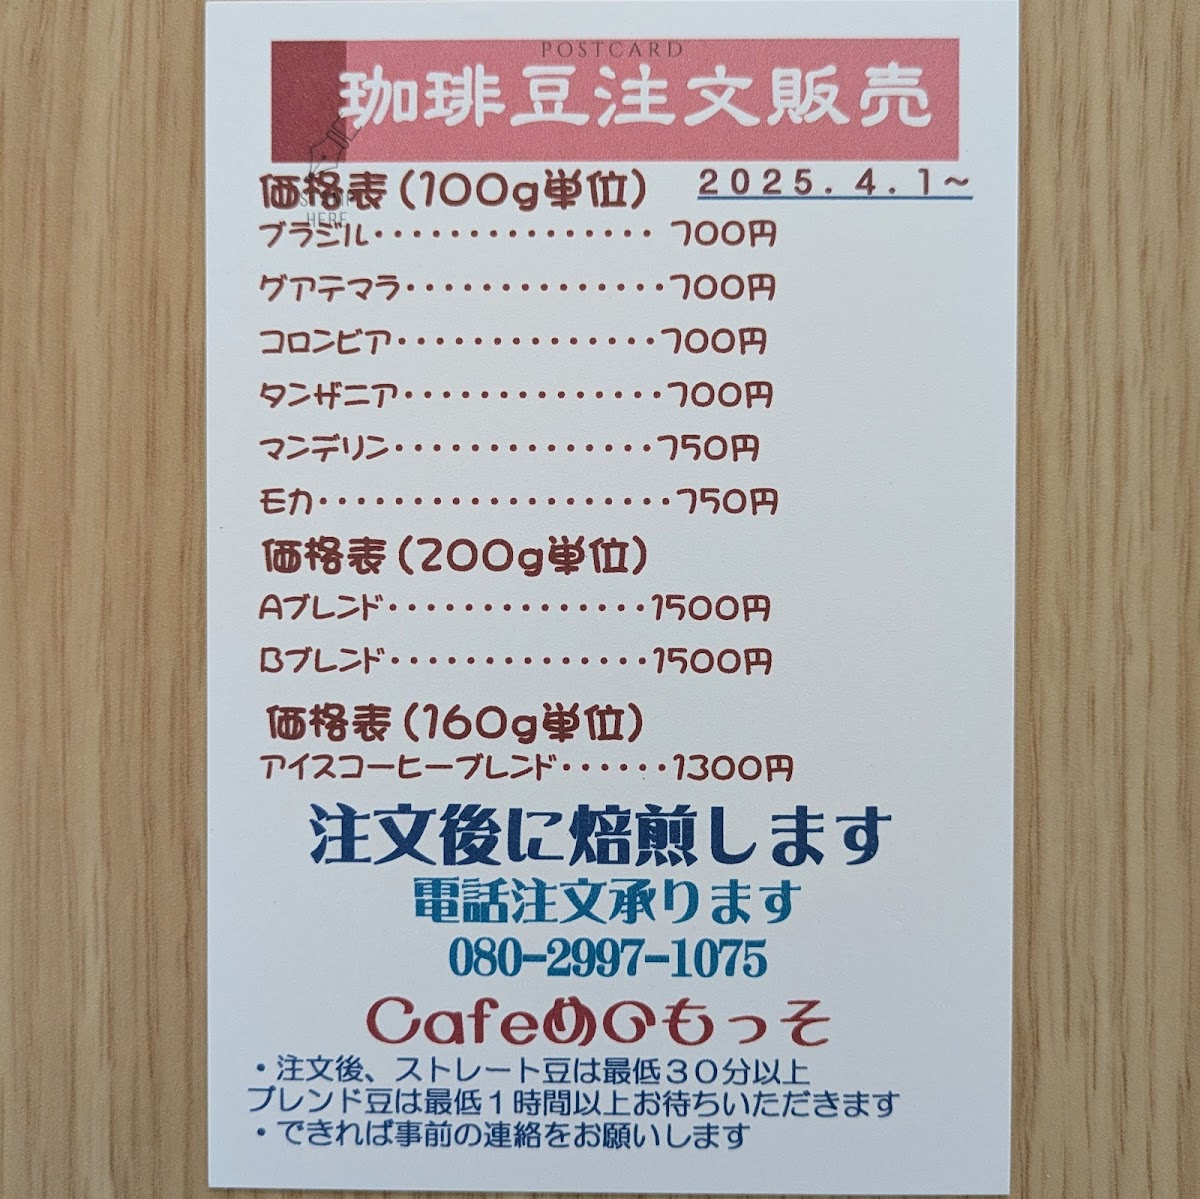 POSTCARD
珈琲豆注文販売
価格表(100g単位) 2025.4.1~
HERE
ブラジル・・・・・・・・・・・・・・・700円
グアテマラ・・・・・・・・・・・・・・700円
コロンビア・・・・・・・・・・・・・・700円
タンザニア・・・・・・・・・・・・・・700円
マンデリン・・・・・・・・・・・・・・750円
モカ・・・・・・・・・・・・・・・・・・・750円
価格表(200g単位)
Aブレンド・・・・・・・・・・・・・・1500円
Bブレンド・・・・・・・・・・・・・・1500円
価格表(160g単位)
アイスコーヒーブレンド・・・・・・1300円
注文後に焙煎します
電話注文承ります
080-2997-1075
Cafeめいもっそ
・注文後、ストレート豆は最低30分以上
ブレンド豆は最低1時間以上お待ちいただきます
・できれば事前の連絡をお願いします